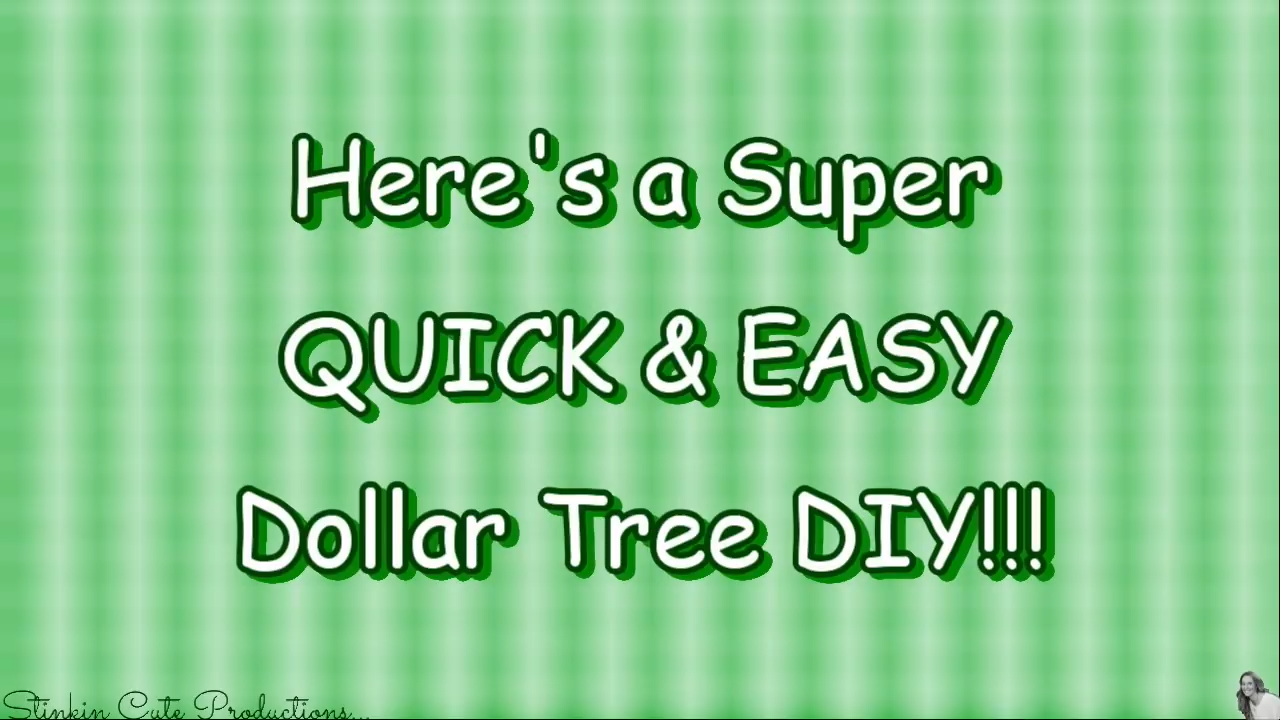 Here's a Super
QUICK & EASY
Dollar Tree DIY!!!
Stinkin Cute Productions...